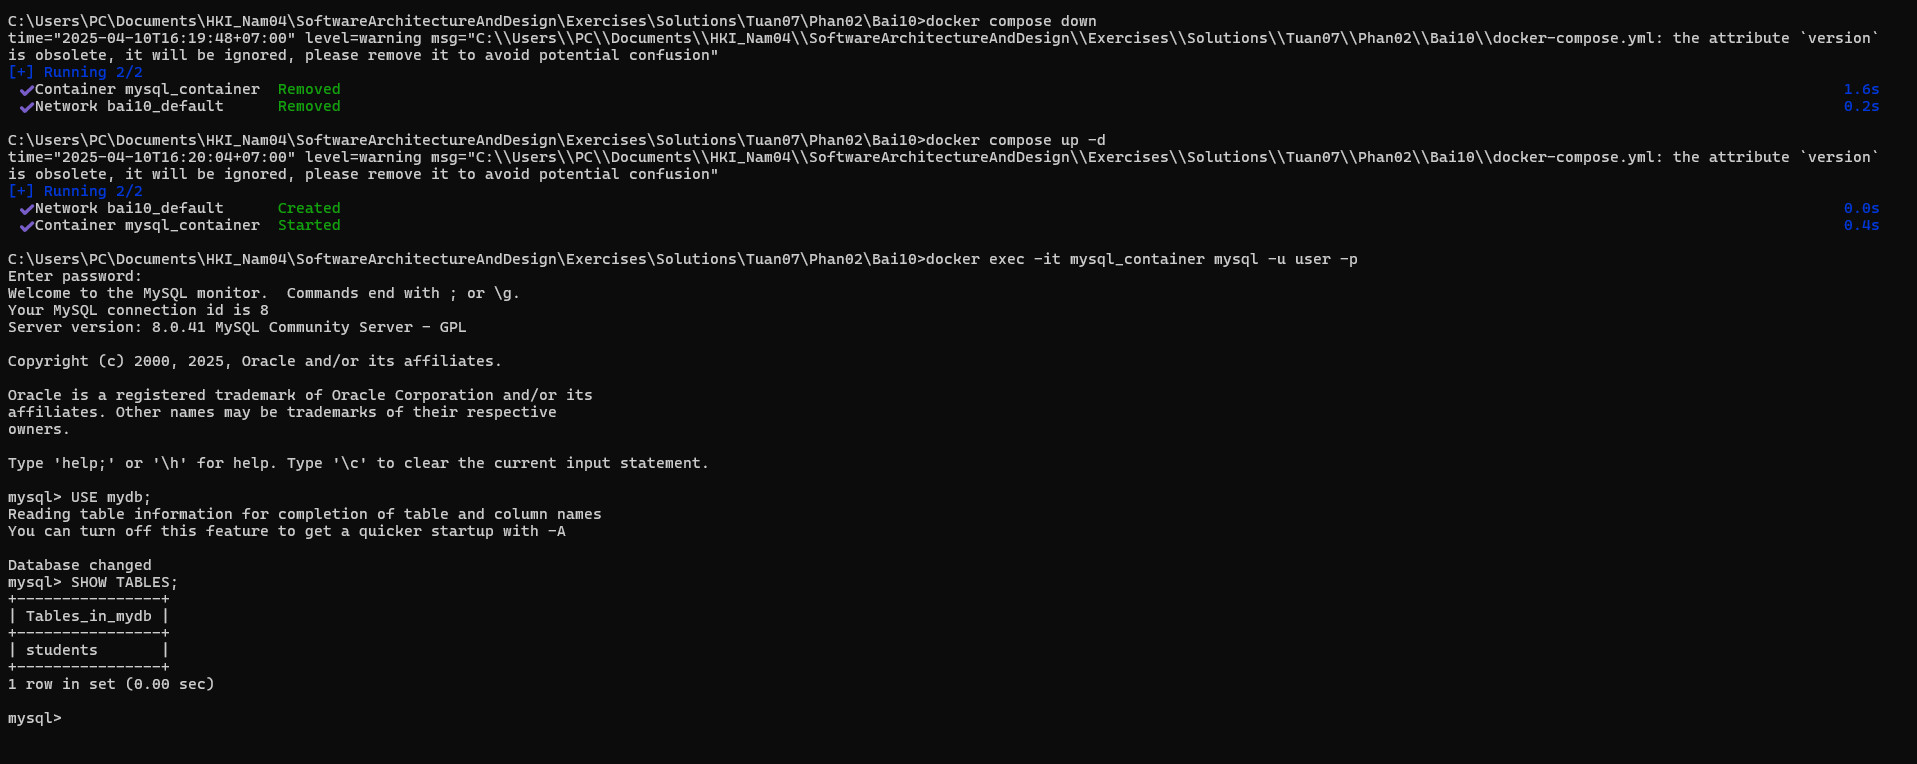 C:\Users\PC\Documents\HKI_Nam04\SoftwareArchitectureAndDesign\Exercises\Solutions\Tuan07\Phan02\Bai10>docker compose down
time="2025-04-10T16:19:48+07:00" level=warning msg="C:\\Users\\PC\\Documents\\HKI_Nam04\\SoftwareArchitectureAndDesign\\Exercises\\Solutions\\Tuan07\\Phan02\\Bai10\\docker-compose.yml: the attribute `version`
is obsolete, it will be ignored, please remove it to avoid potential confusion"
[+] Running 2/2
✔Container mysql_container  Removed 1.6s
✔Network bai10_default      Removed 0.2s
C:\Users\PC\Documents\HKI_Nam04\SoftwareArchitectureAndDesign\Exercises\Solutions\Tuan07\Phan02\Bai10>docker compose up -d
time="2025-04-10T16:20:04+07:00" level=warning msg="C:\\Users\\PC\\Documents\\HKI_Nam04\\SoftwareArchitectureAndDesign\\Exercises\\Solutions\\Tuan07\\Phan02\\Bai10\\docker-compose.yml: the attribute `version`
is obsolete, it will be ignored, please remove it to avoid potential confusion"
[+] Running 2/2
✔Network bai10_default      Created 0.0s
✔Container mysql_container  Started 0.4s
C:\Users\PC\Documents\HKI_Nam04\SoftwareArchitectureAndDesign\Exercises\Solutions\Tuan07\Phan02\Bai10>docker exec -it mysql_container mysql -u user -p
Enter password:
Welcome to the MySQL monitor.  Commands end with ; or \g.
Your MySQL connection id is 8
Server version: 8.0.41 MySQL Community Server - GPL
Copyright (c) 2000, 2025, Oracle and/or its affiliates.
Oracle is a registered trademark of Oracle Corporation and/or its
affiliates. Other names may be trademarks of their respective
owners.
Type 'help;' or '\h' for help. Type '\c' to clear the current input statement.
mysql> USE mydb;
Reading table information for completion of table and column names
You can turn off this feature to get a quicker startup with -A
Database changed
mysql> SHOW TABLES;
+----------------+
| Tables_in_mydb |
+----------------+
| students       |
+----------------+
1 row in set (0.00 sec)
mysql>